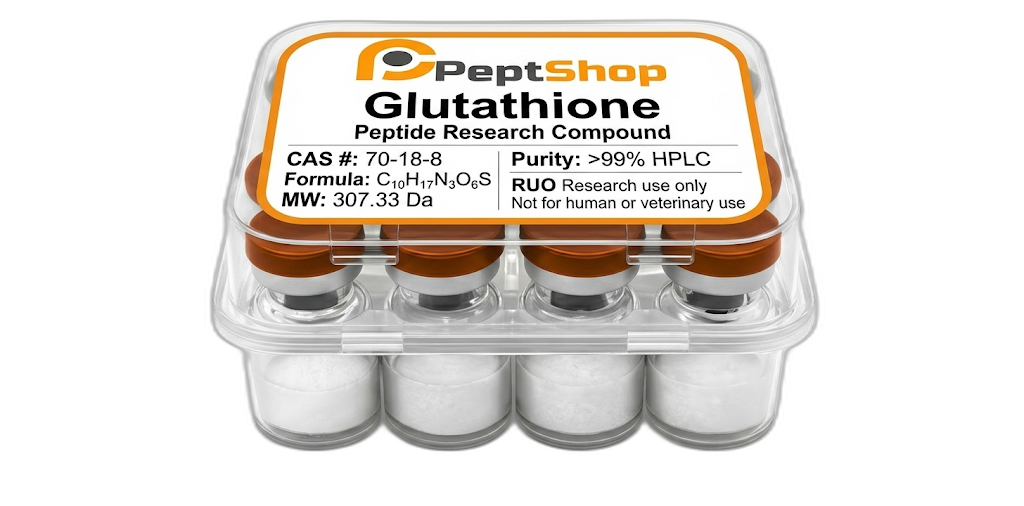 PeptShop
Glutathione
Peptide Research Compound
CAS #: 70-18-8
Formula: C₁₀H₁₇N₃O₆S
MW: 307.33 Da
Purity: >99% HPLC
RUO Research use only
Not for human or veterinary use